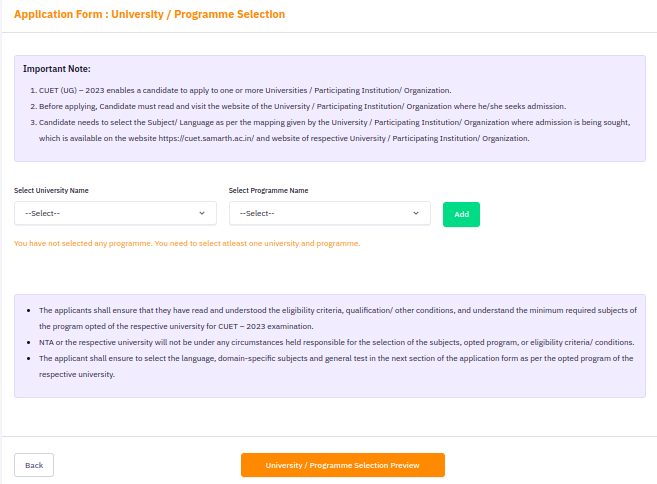 Application Form : University / Programme Selection
Important Note:
1. CUET (UG) – 2023 enables a candidate to apply to one or more Universities / Participating Institution/ Organization.
2. Before applying, Candidate must read and visit the website of the University / Participating Institution/ Organization where he/she seeks admission.
3. Candidate needs to select the Subject/ Language as per the mapping given by the University / Participating Institution/ Organization where admission is being sought,
which is available on the website https://cuet.samarth.ac.in/ and website of respective University / Participating Institution/ Organization.
Select University Name Select Programme Name
--Select-- --Select-- Add
You have not selected any programme. You need to select atleast one university and programme.
• The applicants shall ensure that they have read and understood the eligibility criteria, qualification/ other conditions, and understand the minimum required subjects of
the program opted of the respective university for CUET – 2023 examination.
• NTA or the respective university will not be under any circumstances held responsible for the selection of the subjects, opted program, or eligibility criteria/ conditions.
• The applicant shall ensure to select the language, domain-specific subjects and general test in the next section of the application form as per the opted program of the
respective university.
Back University / Programme Selection Preview